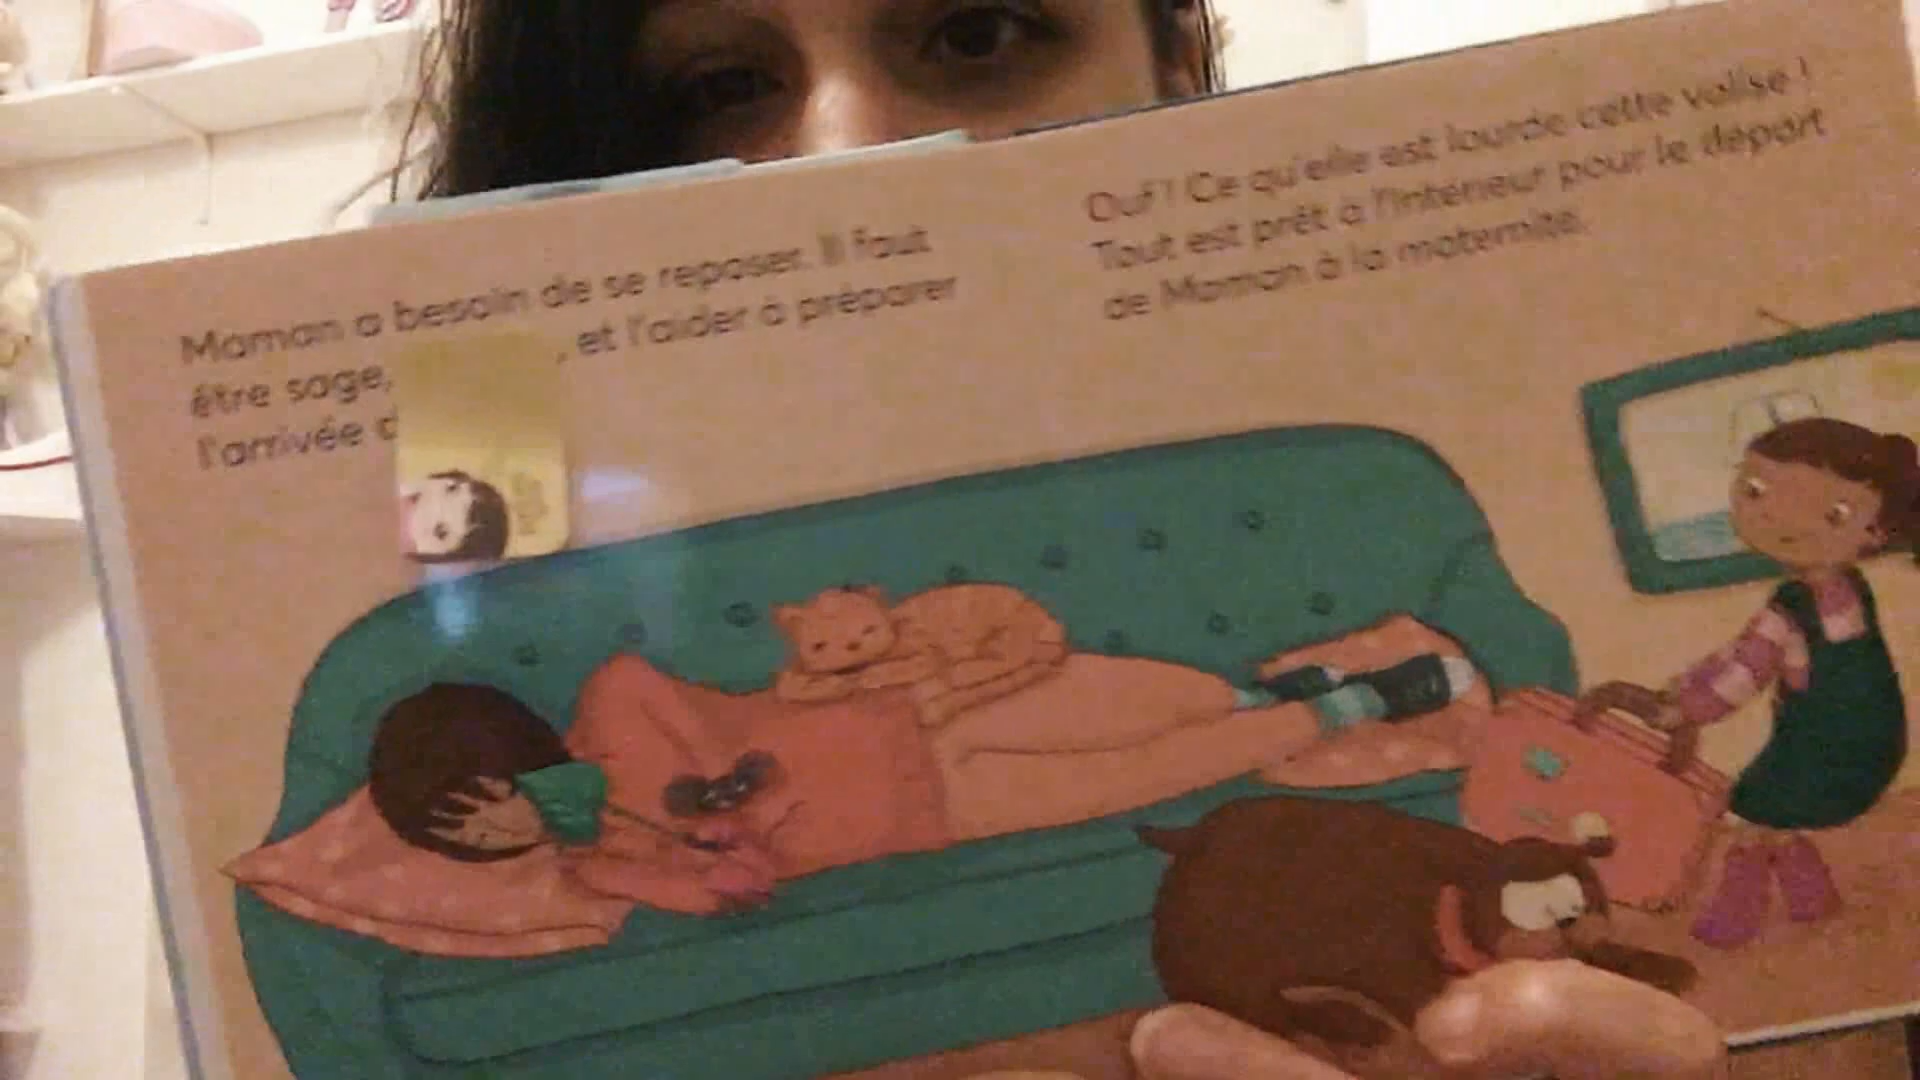 Maman a besoin de se reposer. Il faut
être sage, , et l'aider à préparer
l'arrivée d
Ouf ! Ce qu'elle est lourde cette valise !
Tout est prêt à l'intérieur pour le départ
de Maman à la maternité.